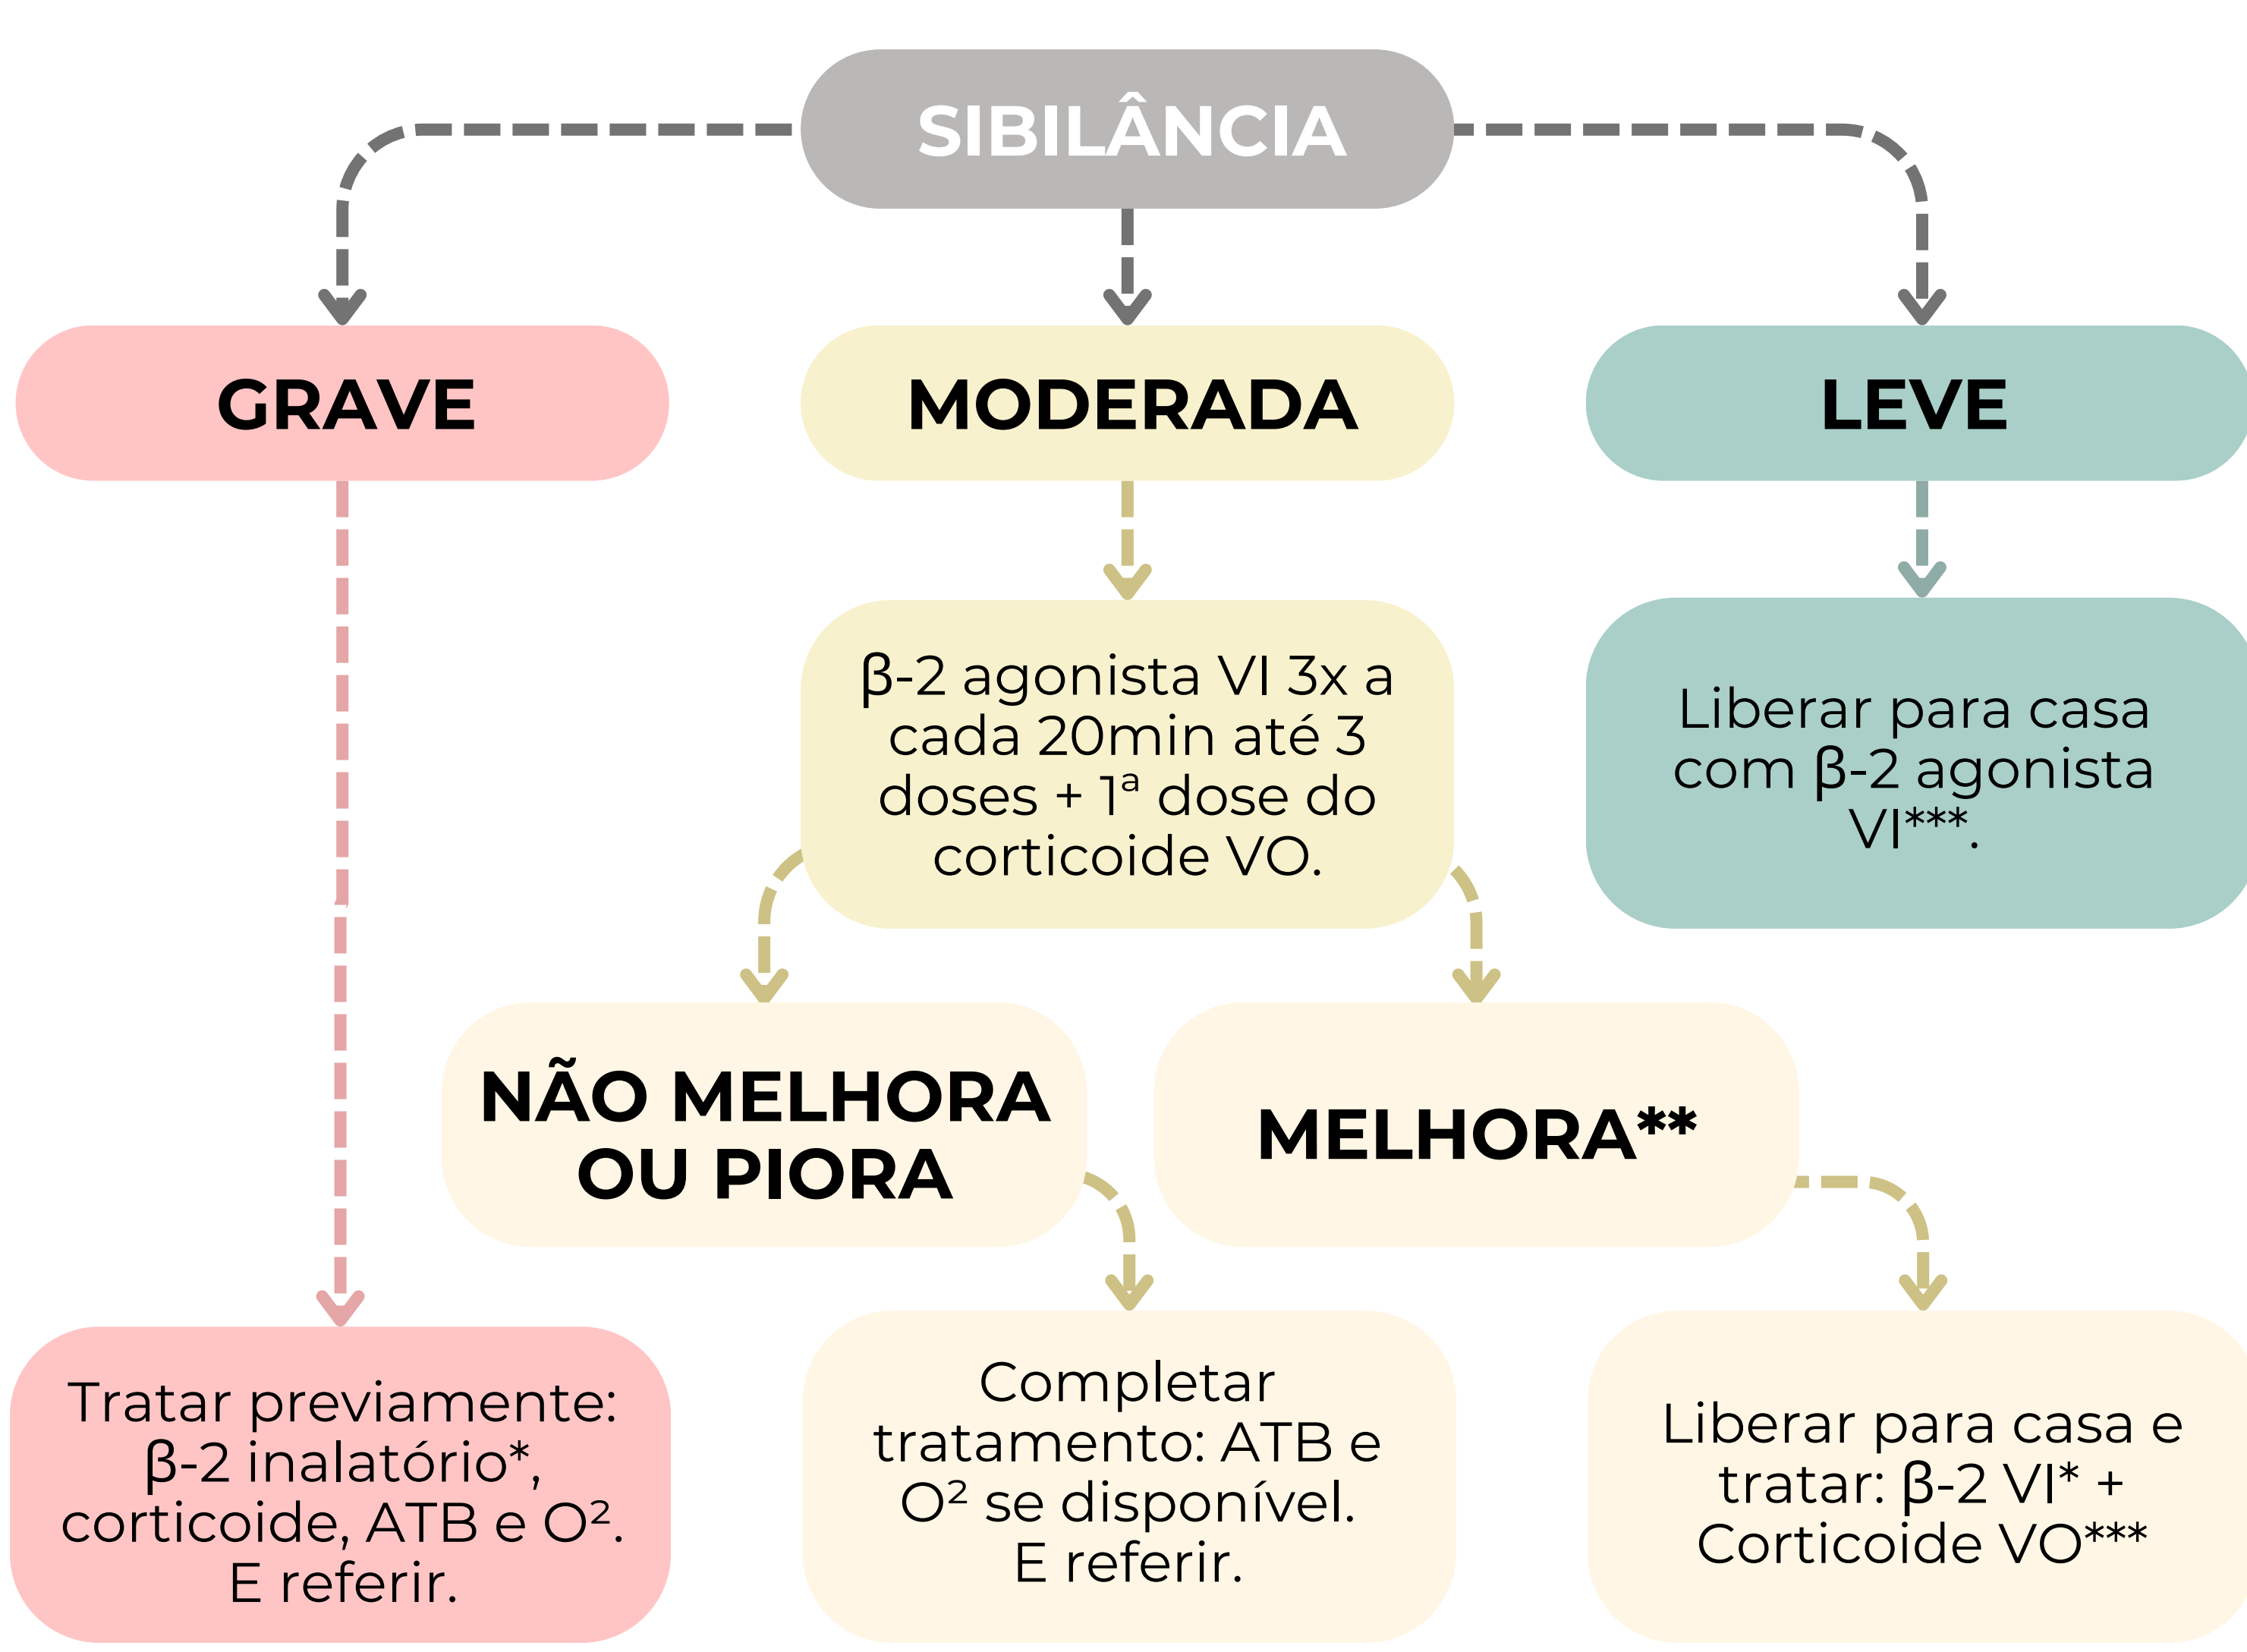 SIBILÂNCIA
GRAVE
MODERADA
LEVE
β-2 agonista VI 3x a
cada 20min até 3
doses + 1ª dose do
corticoide VO.
Liberar para casa
com β-2 agonista
VI***.
NÃO MELHORA
OU PIORA
MELHORA**
Tratar previamente:
β-2 inalatório*,
corticoide, ATB e O².
E referir.
Completar
tratamento: ATB e
O² se disponível.
E referir.
Liberar para casa e
tratar: β-2 VI* +
Corticoide VO***